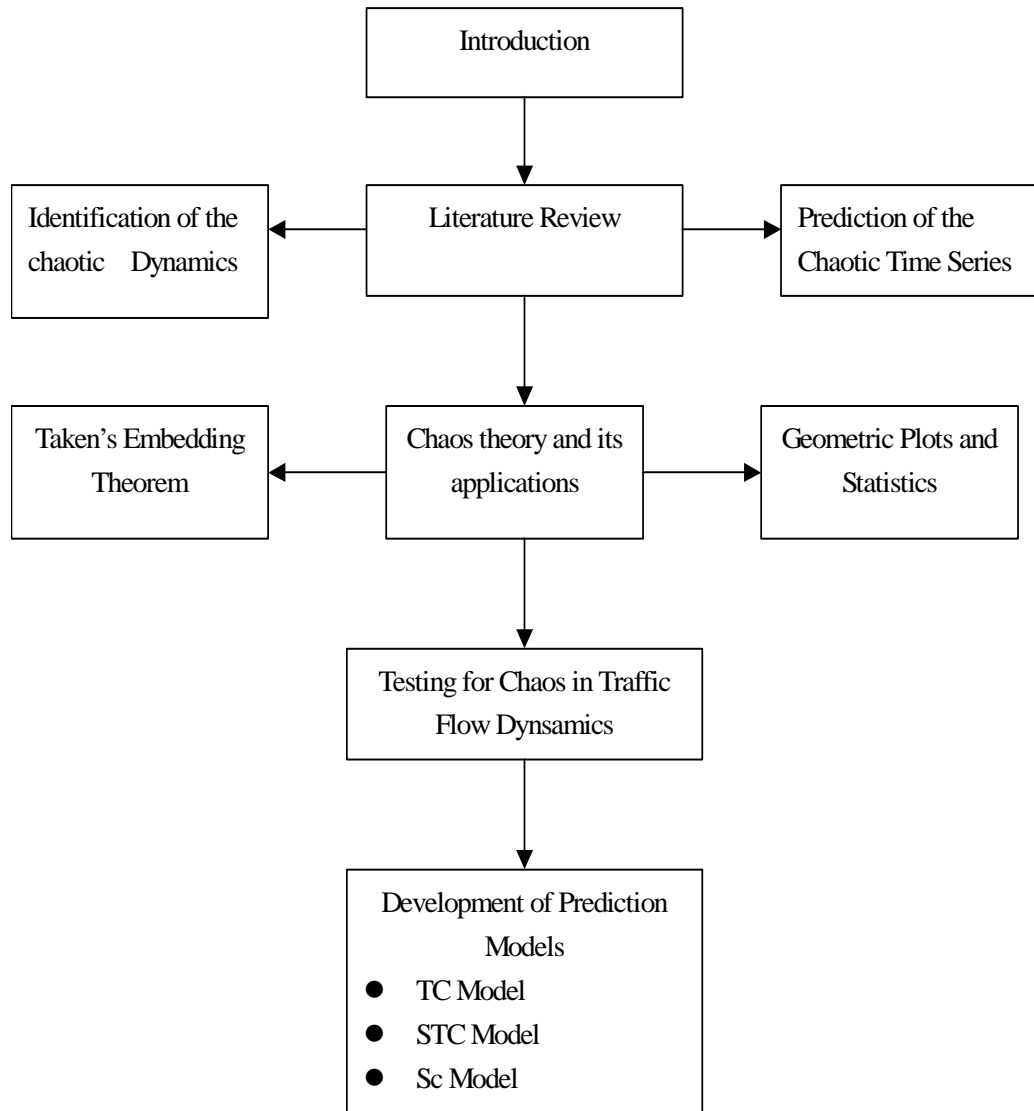 Introduction
Identification of the
chaotic Dynamics
Literature Review
Prediction of the
Chaotic Time Series
Taken's Embedding
Theorem
Chaos theory and its
applications
Geometric Plots and
Statistics
Testing for Chaos in Traffic
Flow Dynsamics
Development of Prediction
Models
● TC Model
● STC Model
● Sc Model